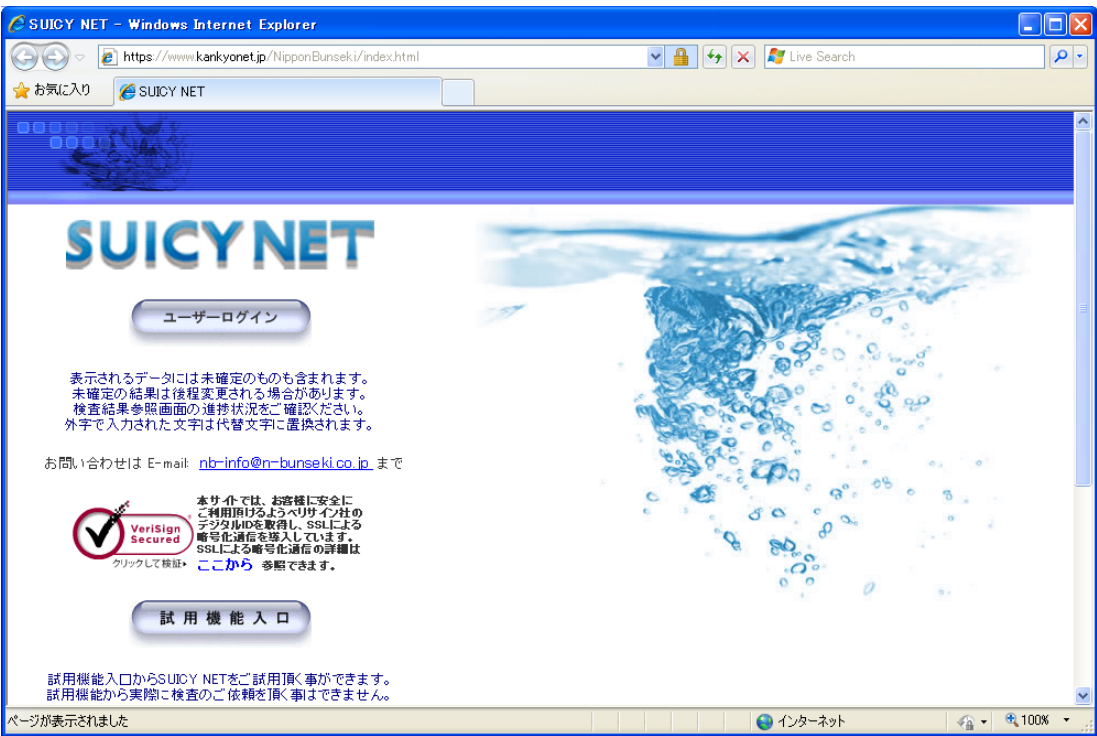 SUICY NET - Windows Internet Explorer
https://www.kankyonet.jp/NipponBunseki/index.html
Live Search
お気に入り
SUICY NET
SUICY NET
ユーザーログイン
表示されるデータには未確定のものも含まれます。
未確定の結果は後程変更される場合があります。
検査結果参照画面の進捗状況をご確認ください。
外字で入力された文字は代替文字に置換されます。
お問い合わせは E-mail: nb-info@n-bunseki.co.jp まで
VeriSign
Secured
クリックして検証
本サイトでは、お客様に安全に
ご利用頂けるようベリサイン社の
デジタルIDを取得し、SSLによる
暗号化通信を導入しています。
SSLによる暗号化通信の詳細は
ここから 参照できます。
試用機能入口
試用機能入口からSUICY NETをご試用頂く事ができます。
試用機能から実際に検査のご依頼を頂く事はできません。
ページが表示されました
インターネット
100%